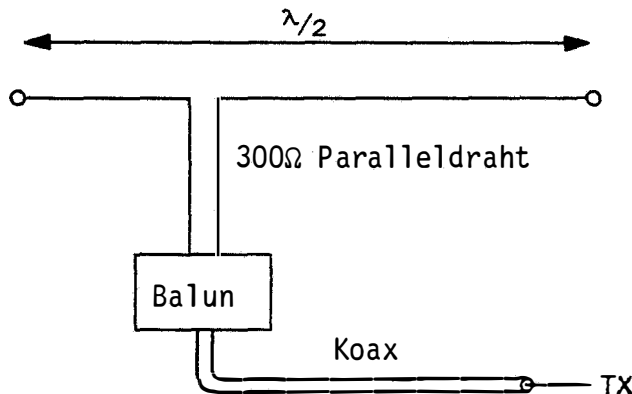 λ/2
300Ω Paralleldraht
Balun
Koax
TX